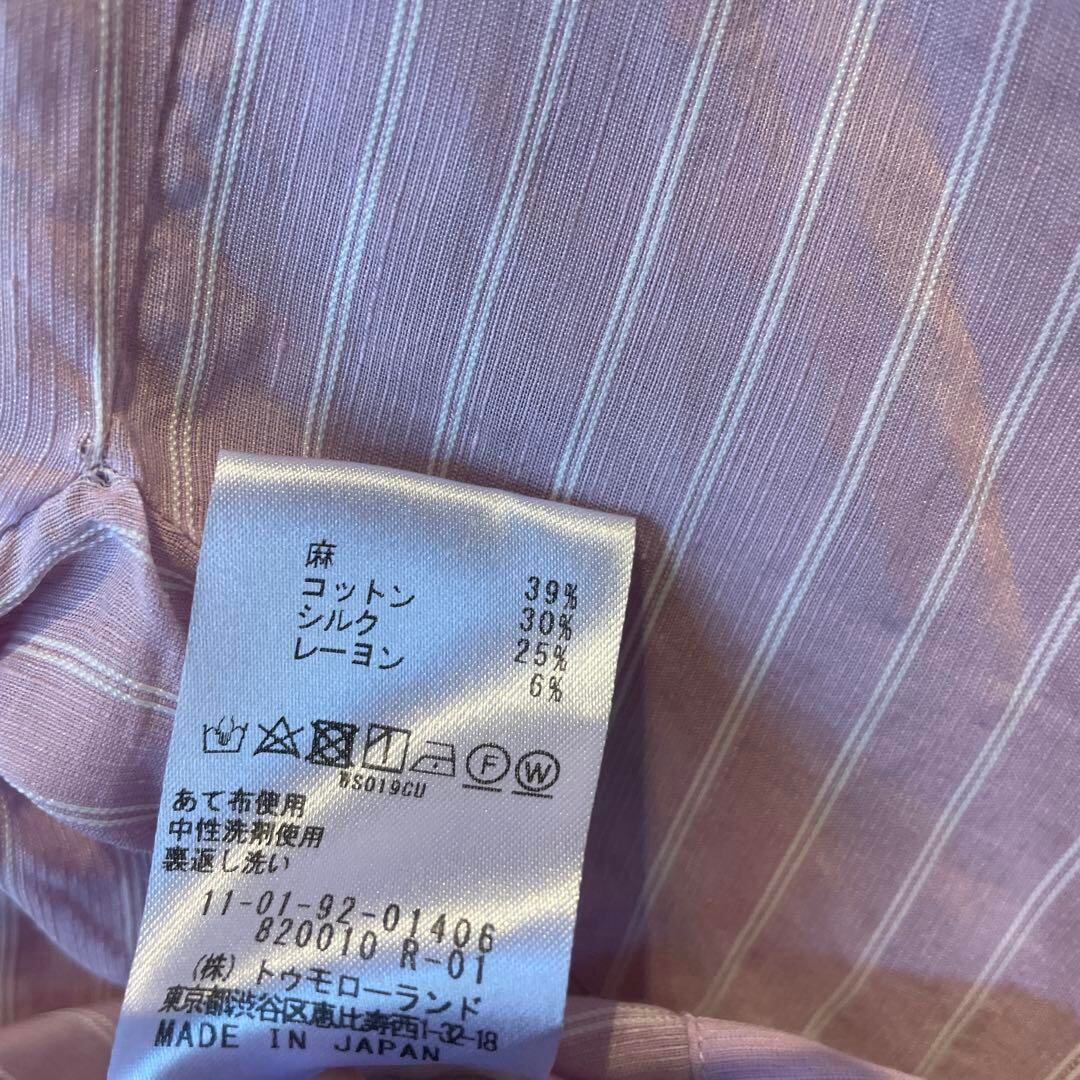 麻 39%
コットン 30%
シルク 25%
レーヨン 6%
F W
WS019CU
あて布使用
中性洗剤使用
裏返し洗い
11-01-92-01406
820010 R-01
(株)トゥモローランド
東京都渋谷区恵比寿西1-32-18
MADE IN JAPAN